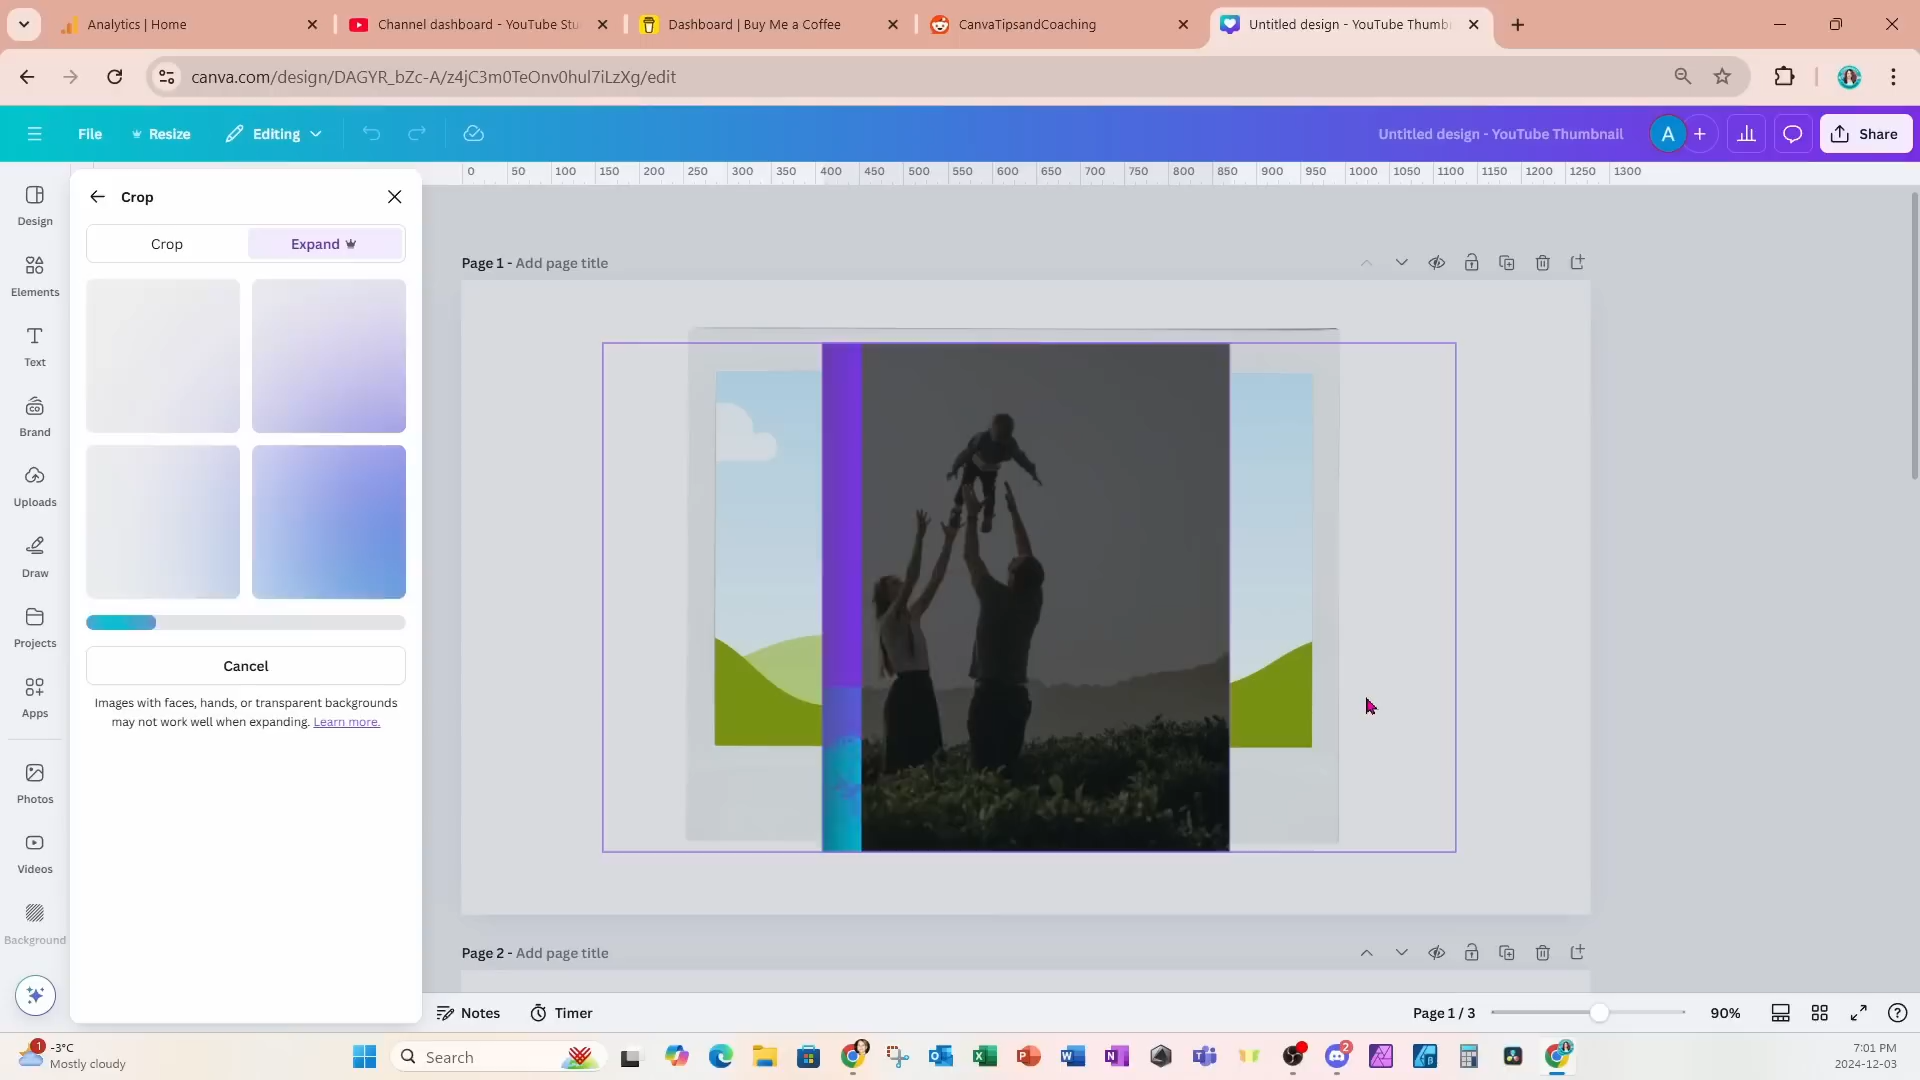 Analytics | Home
Channel dashboard - YouTube Stu
Dashboard | Buy Me a Coffee
CanvaTipsandCoaching
Untitled design - YouTube Thumb
canva.com/design/DAGYR_bZc-A/z4jC3m0TeOnv0hul7iLzXg/edit
File
Resize
Editing
Untitled design - YouTube Thumbnail
A
Share
0 50 100 150 200 250 300 350 400 450 500 550 600 650 700 750 800 850 900 950 1000 1050 1100 1150 1200 1250 1300
Design
Elements
Text
Brand
Uploads
Draw
Projects
Apps
Photos
Videos
Background
Crop
Crop
Expand
Cancel
Images with faces, hands, or transparent backgrounds
may not work well when expanding. Learn more.
Page 1 - Add page title
Page 2 - Add page title
Notes
Timer
Page 1 / 3
90%
1
-3°C
Mostly cloudy
Search
2
7:01 PM
2024-12-03